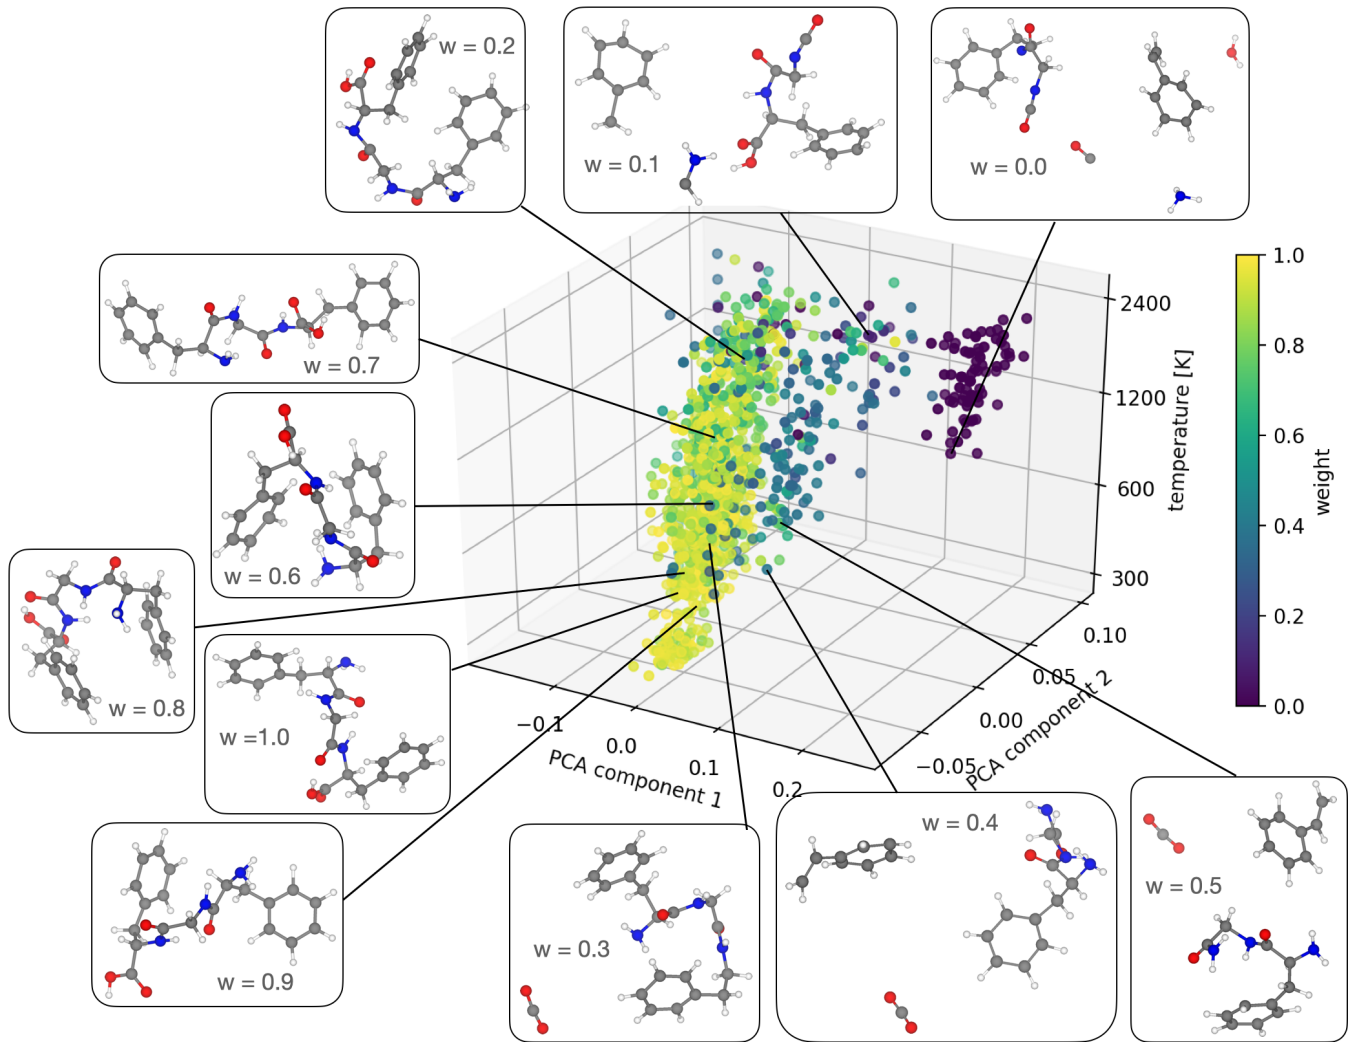 w = 0.2
w = 0.1
w = 0.0
w = 0.7
w = 0.6
w = 0.8
w =1.0
w = 0.9
w = 0.3
w = 0.4
w = 0.5
2400
1200
600
300
temperature [K]
0.10
0.05
0.00
−0.05
PCA component 2
−0.1
0.0
0.1
0.2
PCA component 1
1.0
0.8
0.6
0.4
0.2
0.0
weight